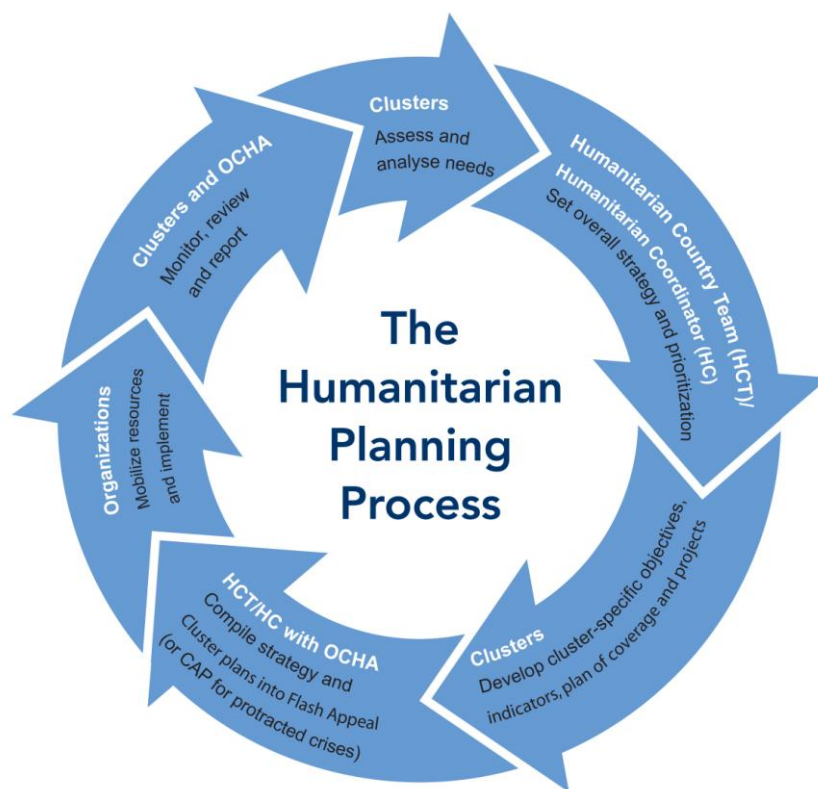 The
Humanitarian
Planning
Process
Clusters
Assess and
analyse needs
Humanitarian Country Team (HCT)/
Humanitarian Coordinator (HC)
Set overall strategy and prioritization
Clusters
Develop cluster-specific objectives,
indicators, plan of coverage and projects
HCT/HC with OCHA
Compile strategy and
Cluster plans into Flash Appeal
(or CAP for protracted crises)
Organizations
Mobilize resources
and implement
Clusters and OCHA
Monitor, review
and report